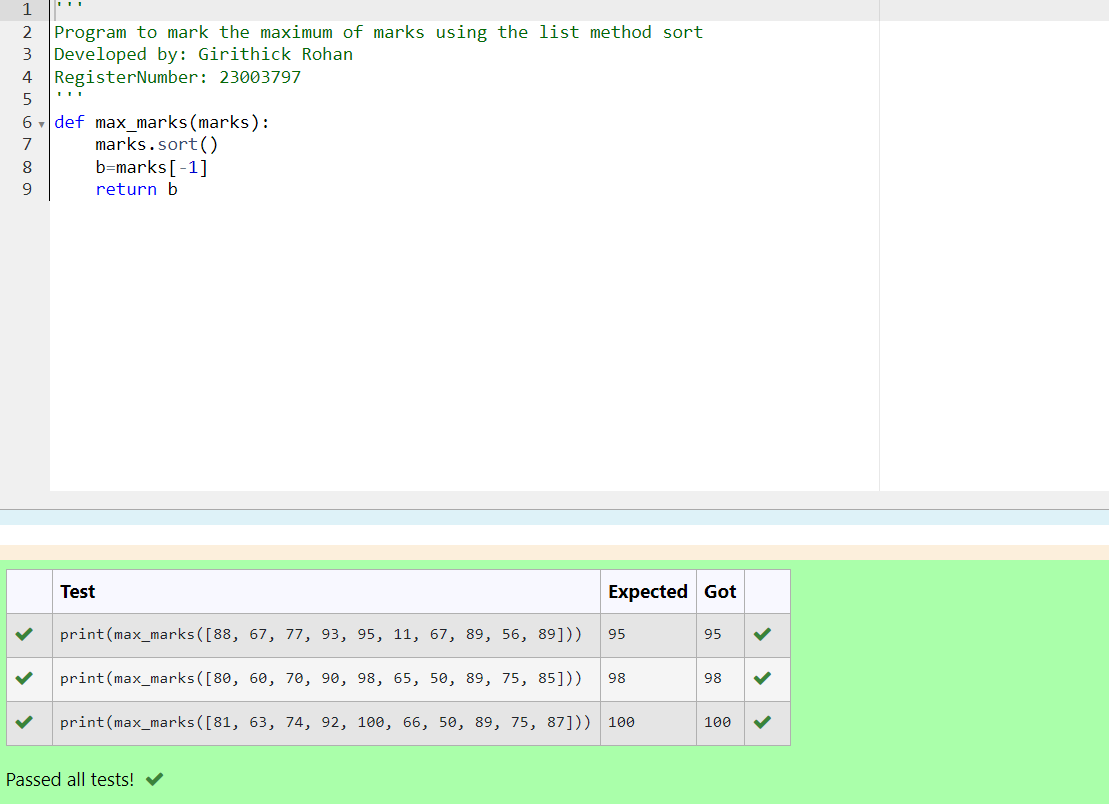 1 '''
2 Program to mark the maximum of marks using the list method sort
3 Developed by: Girithick Rohan
4 RegisterNumber: 23003797
5 '''
6 def max_marks(marks):
7     marks.sort()
8     b=marks[-1]
9     return b
Test Expected Got
print(max_marks([88, 67, 77, 93, 95, 11, 67, 89, 56, 89])) 95 95
print(max_marks([80, 60, 70, 90, 98, 65, 50, 89, 75, 85])) 98 98
print(max_marks([81, 63, 74, 92, 100, 66, 50, 89, 75, 87])) 100 100
Passed all tests!